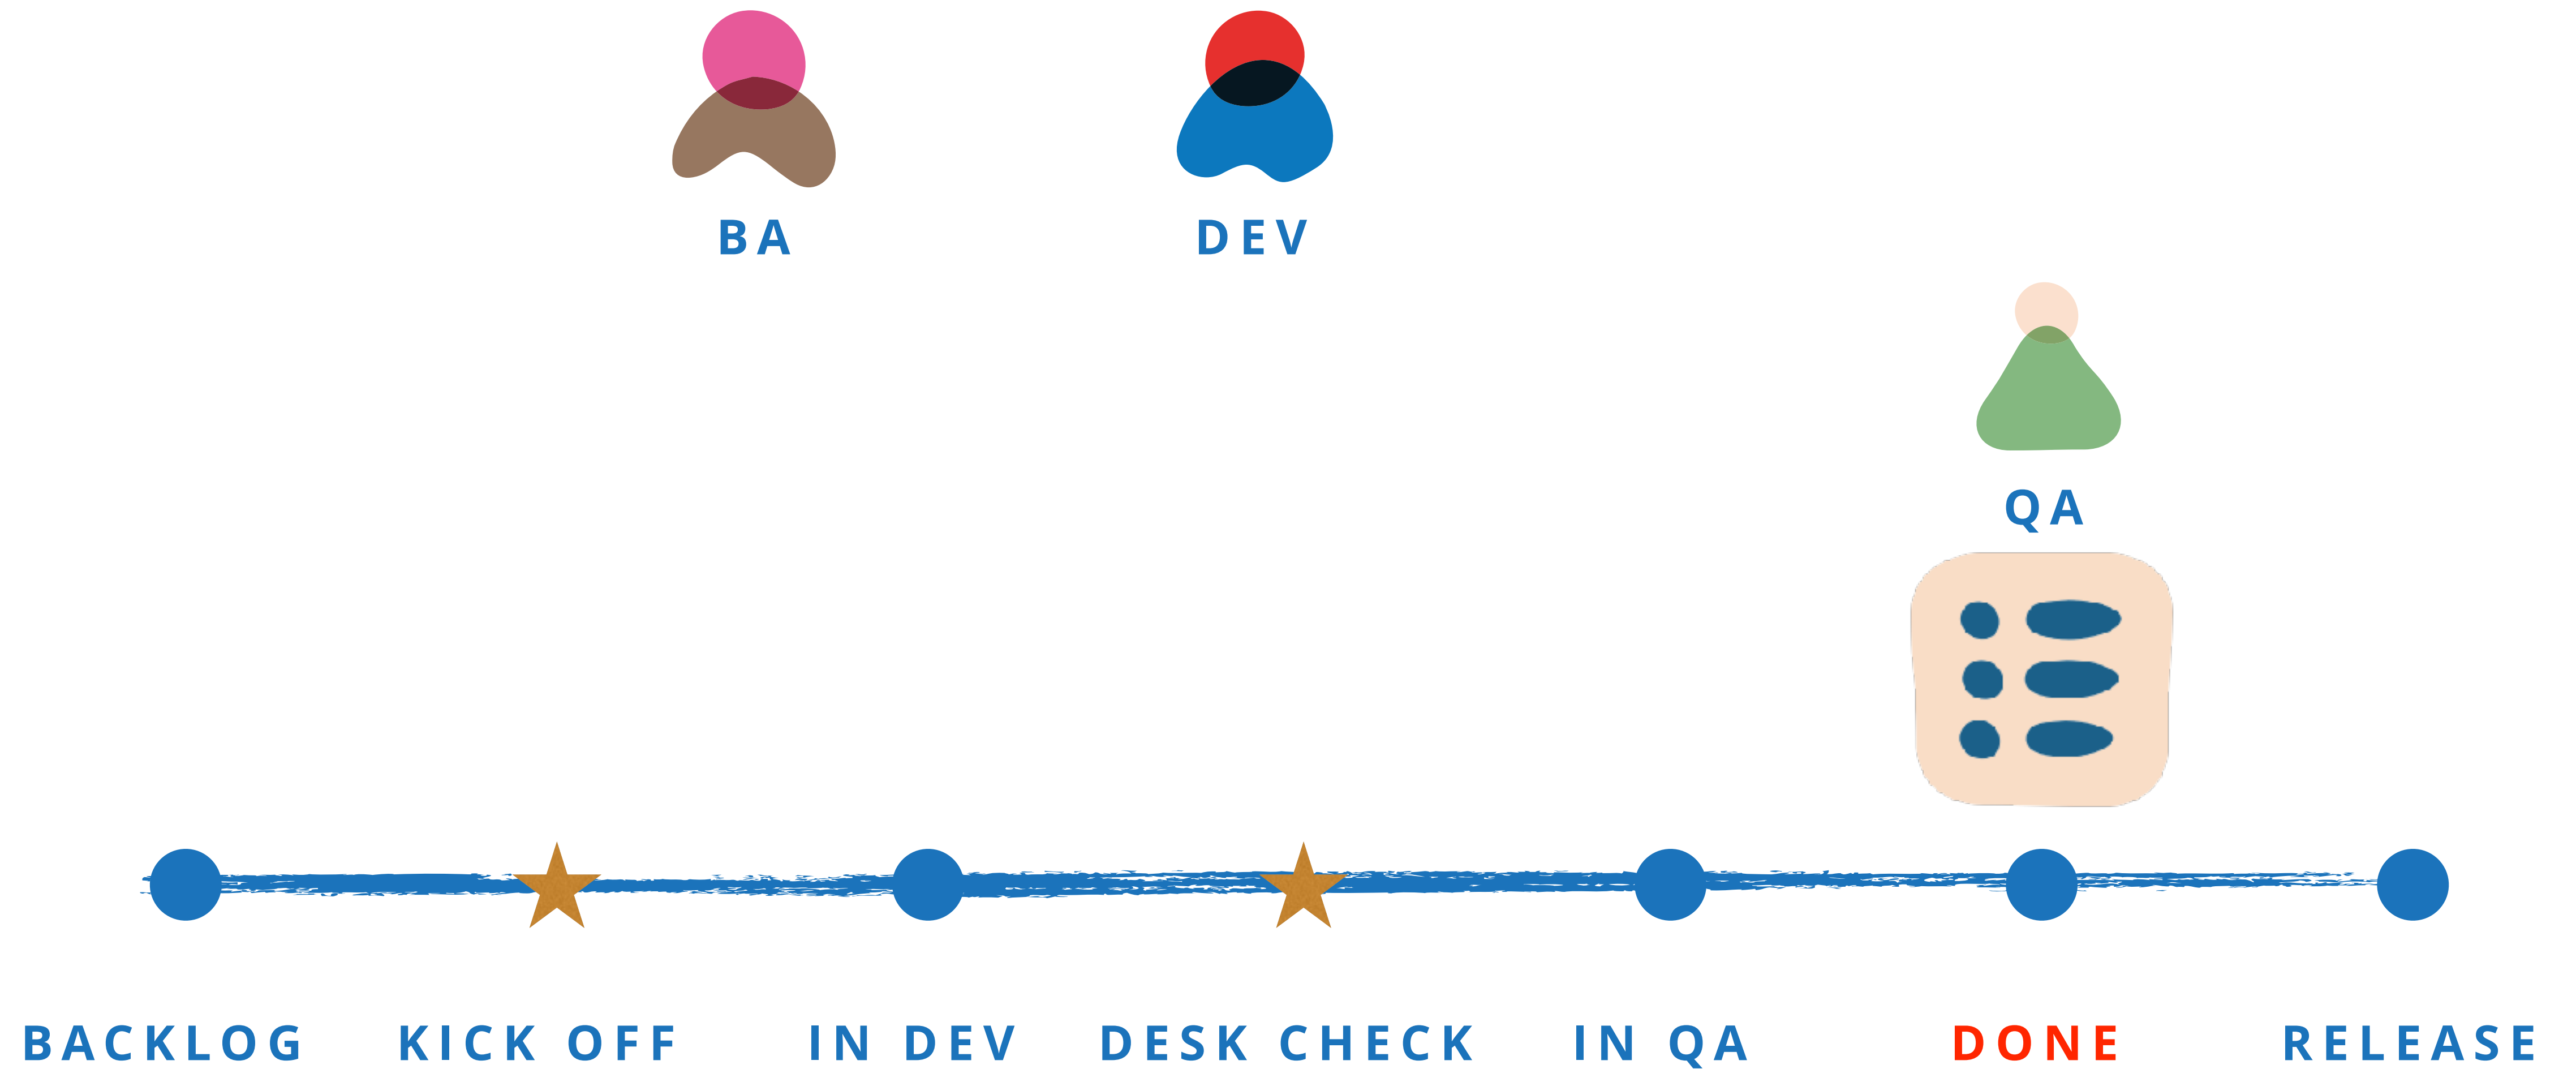 BA
DEV
QA
BACKLOG
KICK OFF
IN DEV
DESK CHECK
IN QA
DONE
RELEASE